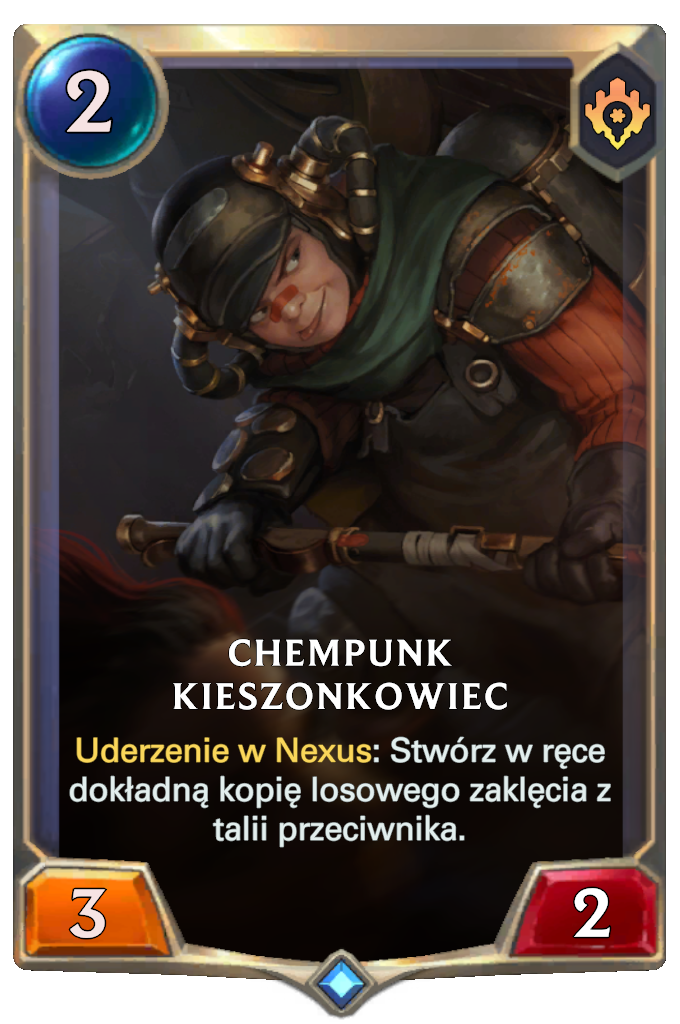 2
CHEMPUNK
KIESZONKOWIEC
Uderzenie w Nexus: Stwórz w ręce
dokładną kopię losowego zaklęcia z
talii przeciwnika.
3
2